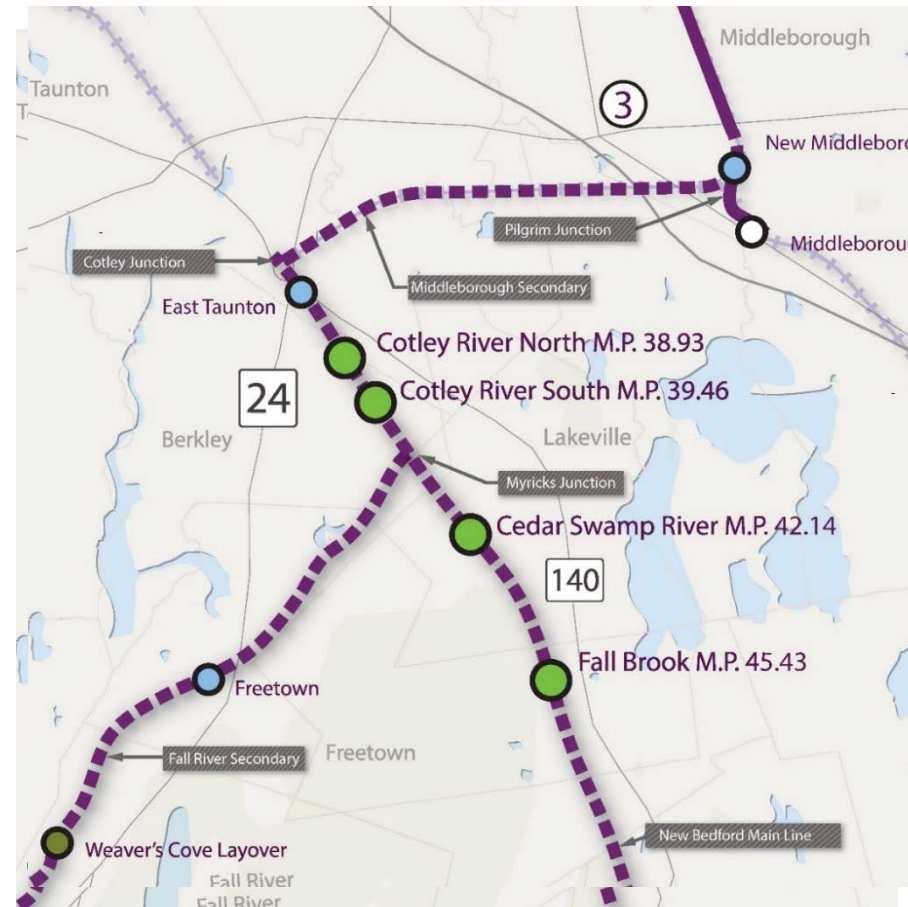 Middleborough
Taunton
T
3
New Middleboro
Pilgrim Junction
Middleborou
Cotley Junction
Middleborough Secondary
East Taunton
Cotley River North M.P. 38.93
Cotley River South M.P. 39.46
24
Berkley
Lakeville
Myricks Junction
Cedar Swamp River M.P. 42.14
140
Fall Brook M.P. 45.43
Freetown
Freetown
Fall River Secondary
New Bedford Main Line
Weaver's Cove Layover
Fall River
Fall River